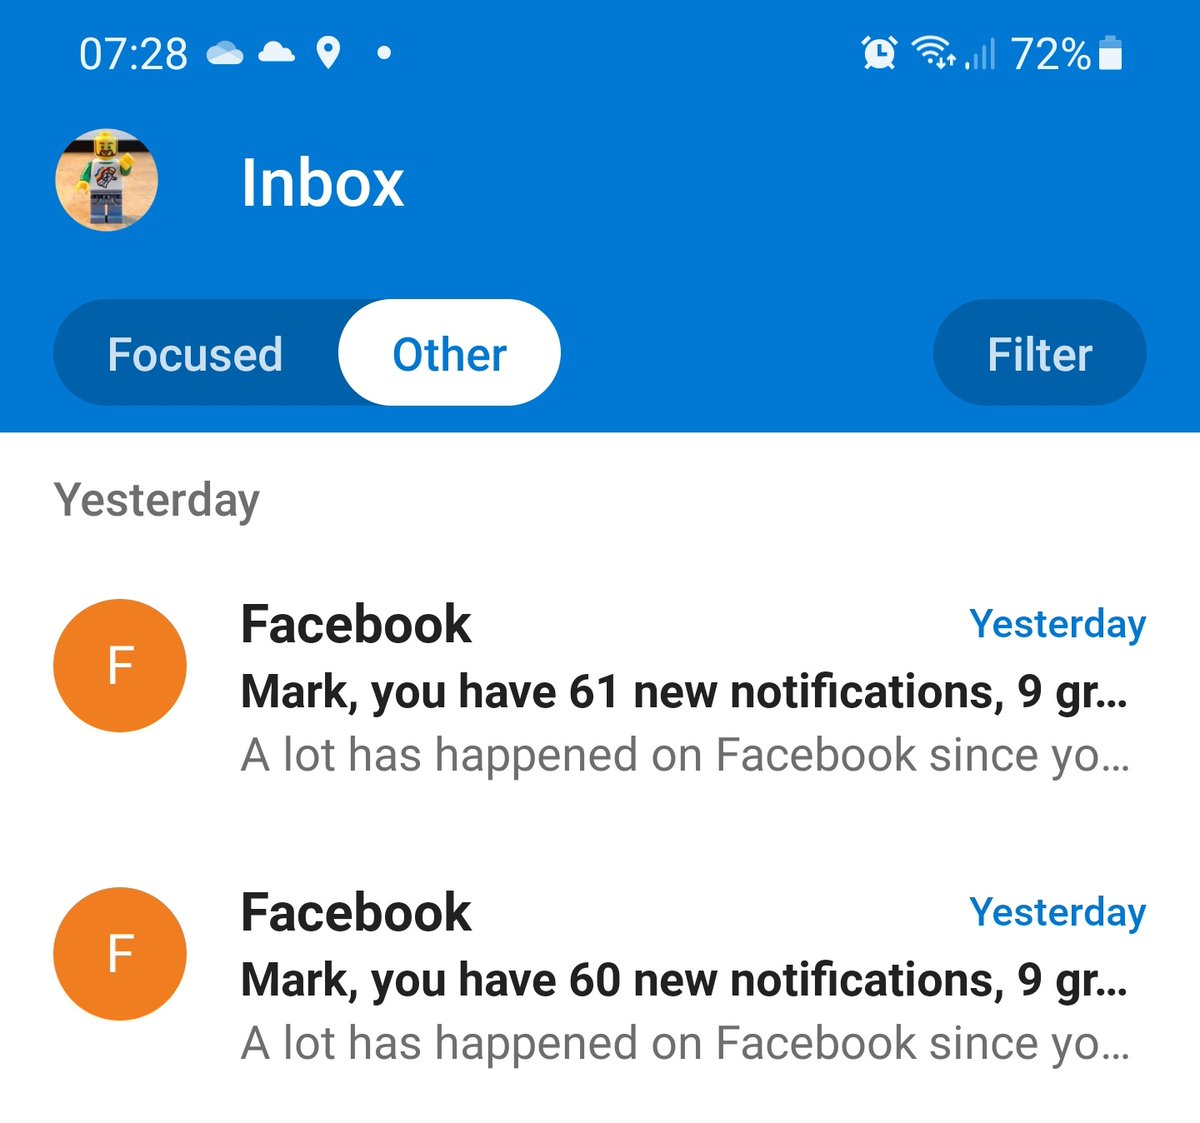 07:28 72%
Inbox
Focused Other Filter
Yesterday
F Facebook Yesterday
Mark, you have 61 new notifications, 9 gr...
A lot has happened on Facebook since yo...
F Facebook Yesterday
Mark, you have 60 new notifications, 9 gr...
A lot has happened on Facebook since yo...